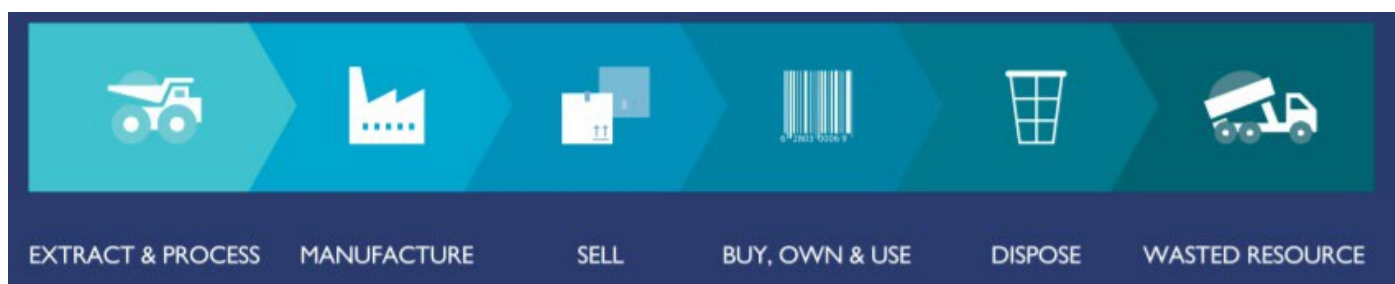 EXTRACT & PROCESS MANUFACTURE SELL BUY, OWN & USE DISPOSE WASTED RESOURCE